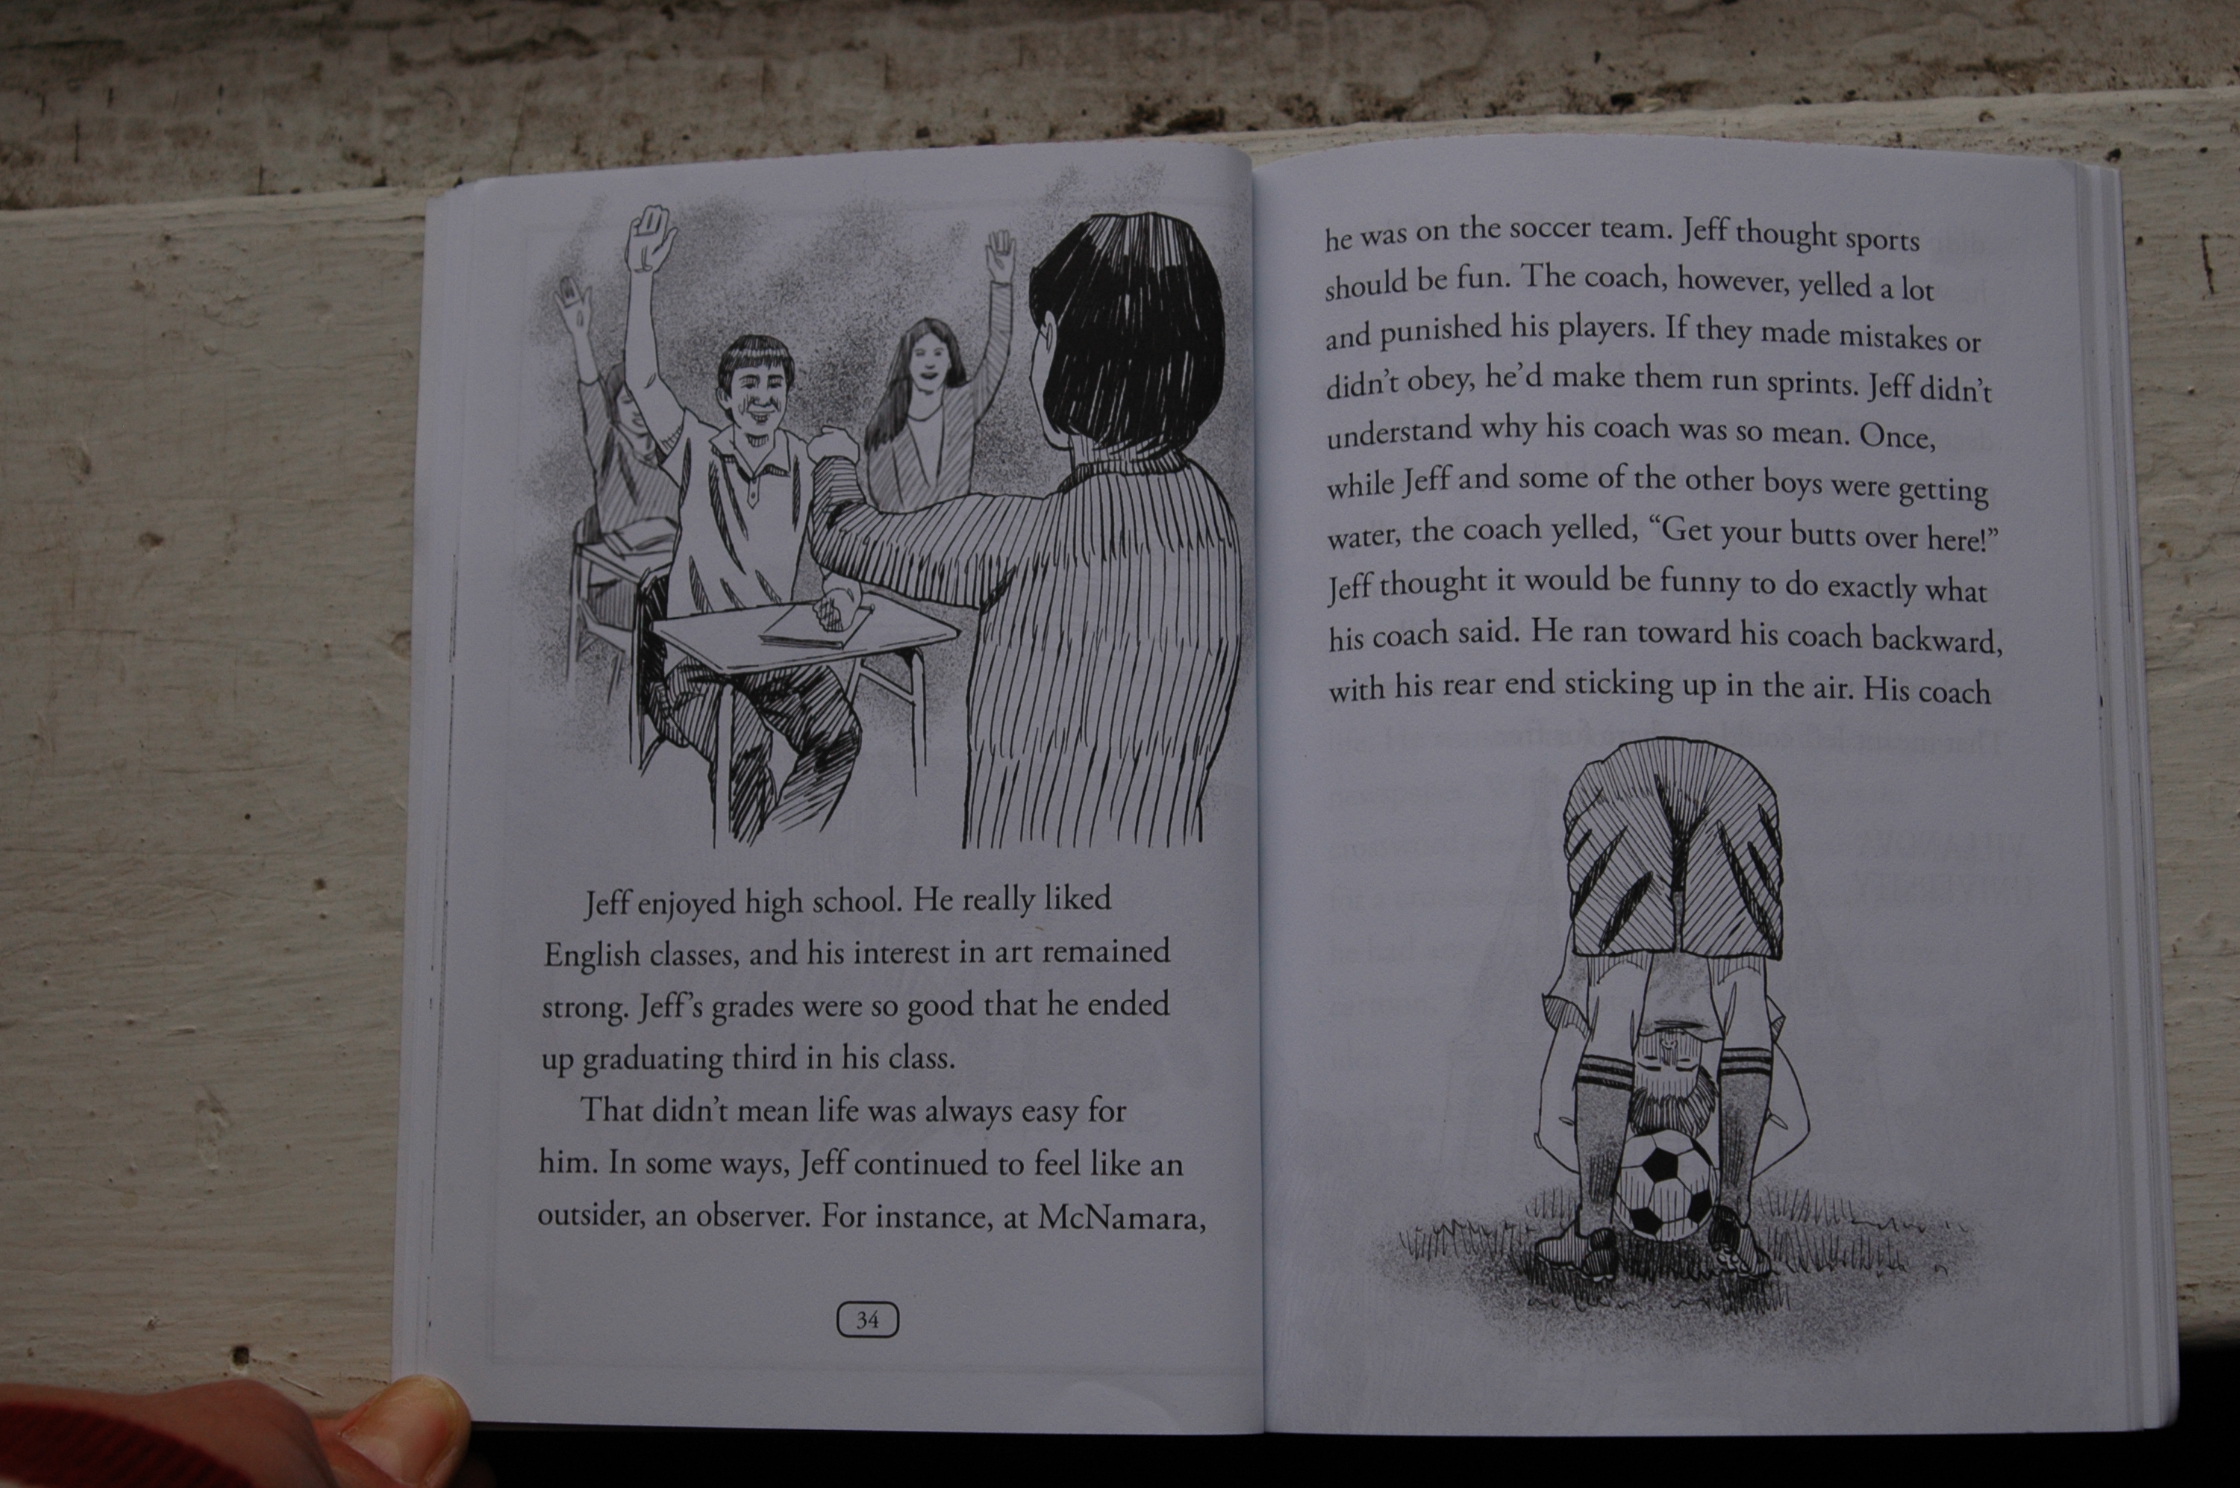 Jeff enjoyed high school. He really liked
English classes, and his interest in art remained
strong. Jeff's grades were so good that he ended
up graduating third in his class.
That didn't mean life was always easy for
him. In some ways, Jeff continued to feel like an
outsider, an observer. For instance, at McNamara,
34
he was on the soccer team. Jeff thought sports
should be fun. The coach, however, yelled a lot
and punished his players. If they made mistakes or
didn't obey, he'd make them run sprints. Jeff didn't
understand why his coach was so mean. Once,
while Jeff and some of the other boys were getting
water, the coach yelled, “Get your butts over here!”
Jeff thought it would be funny to do exactly what
his coach said. He ran toward his coach backward,
with his rear end sticking up in the air. His coach